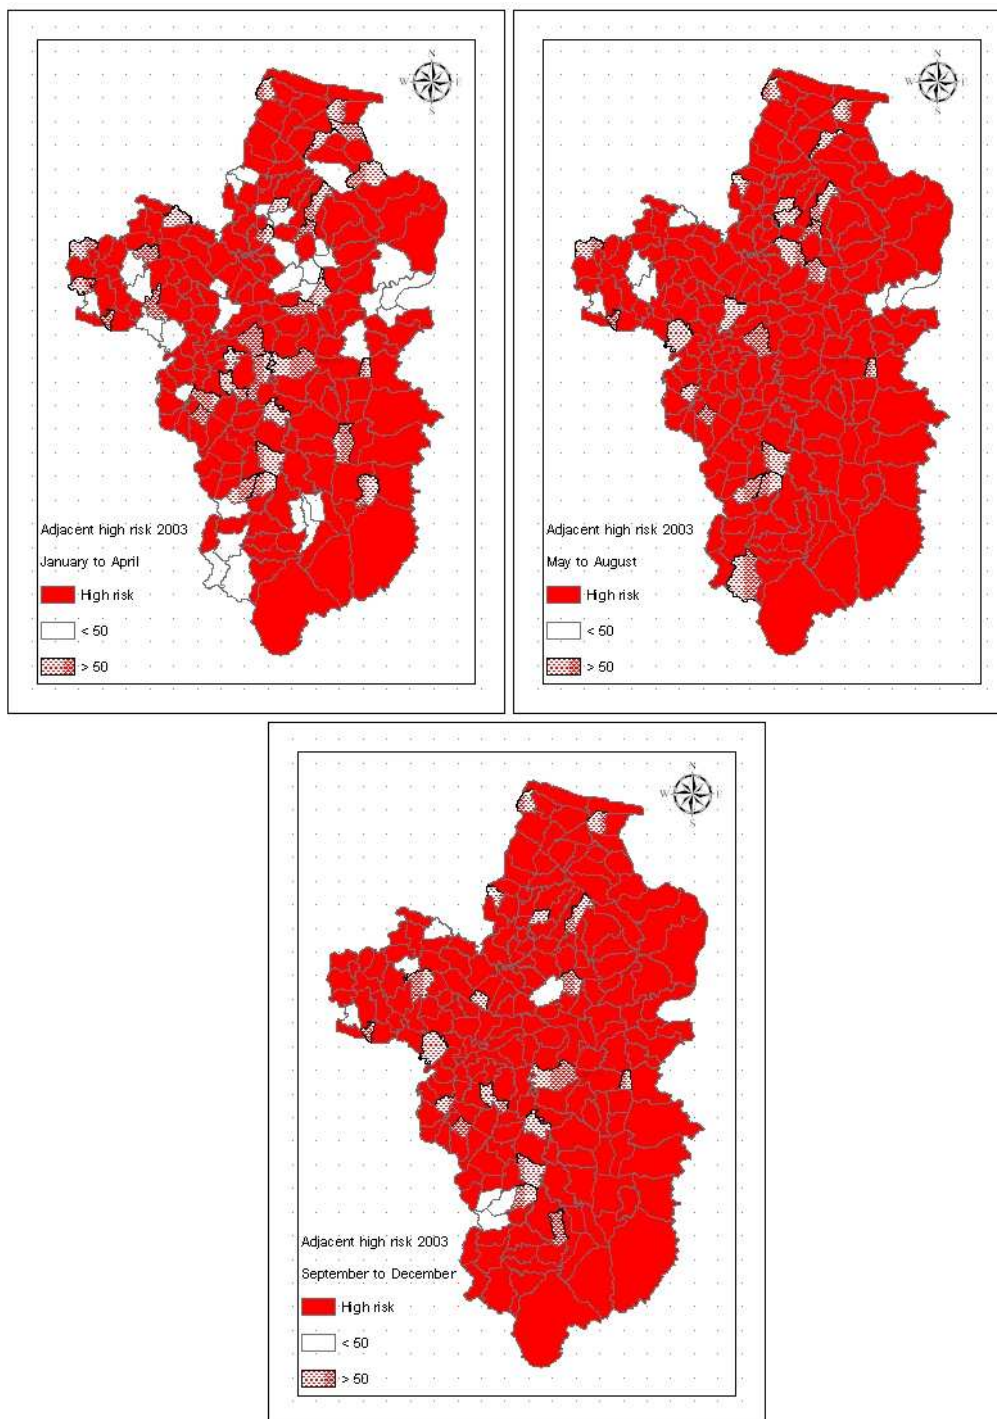 N
W E
S
Adjacent high risk 2003
January to April
High risk
< 50
> 50
N
W E
S
Adjacent high risk 2003
May to August
High risk
< 50
> 50
N
W E
S
Adjacent high risk 2003
September to December
High risk
< 50
> 50